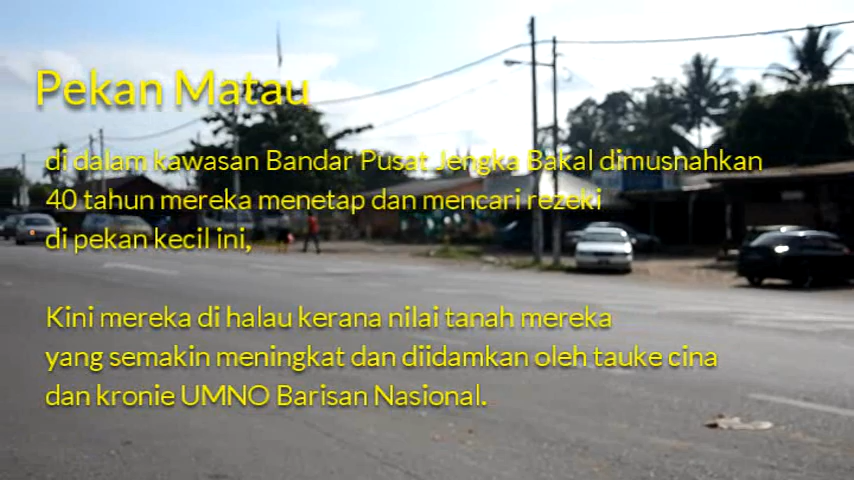 Pekan Matau
di dalam kawasan Bandar Pusat Jengka Bakal dimusnahkan
40 tahun mereka menetap dan mencari rezeki
di pekan kecil ini,
Kini mereka di halau kerana nilai tanah mereka
yang semakin meningkat dan diidamkan oleh tauke cina
dan kronie UMNO Barisan Nasional.